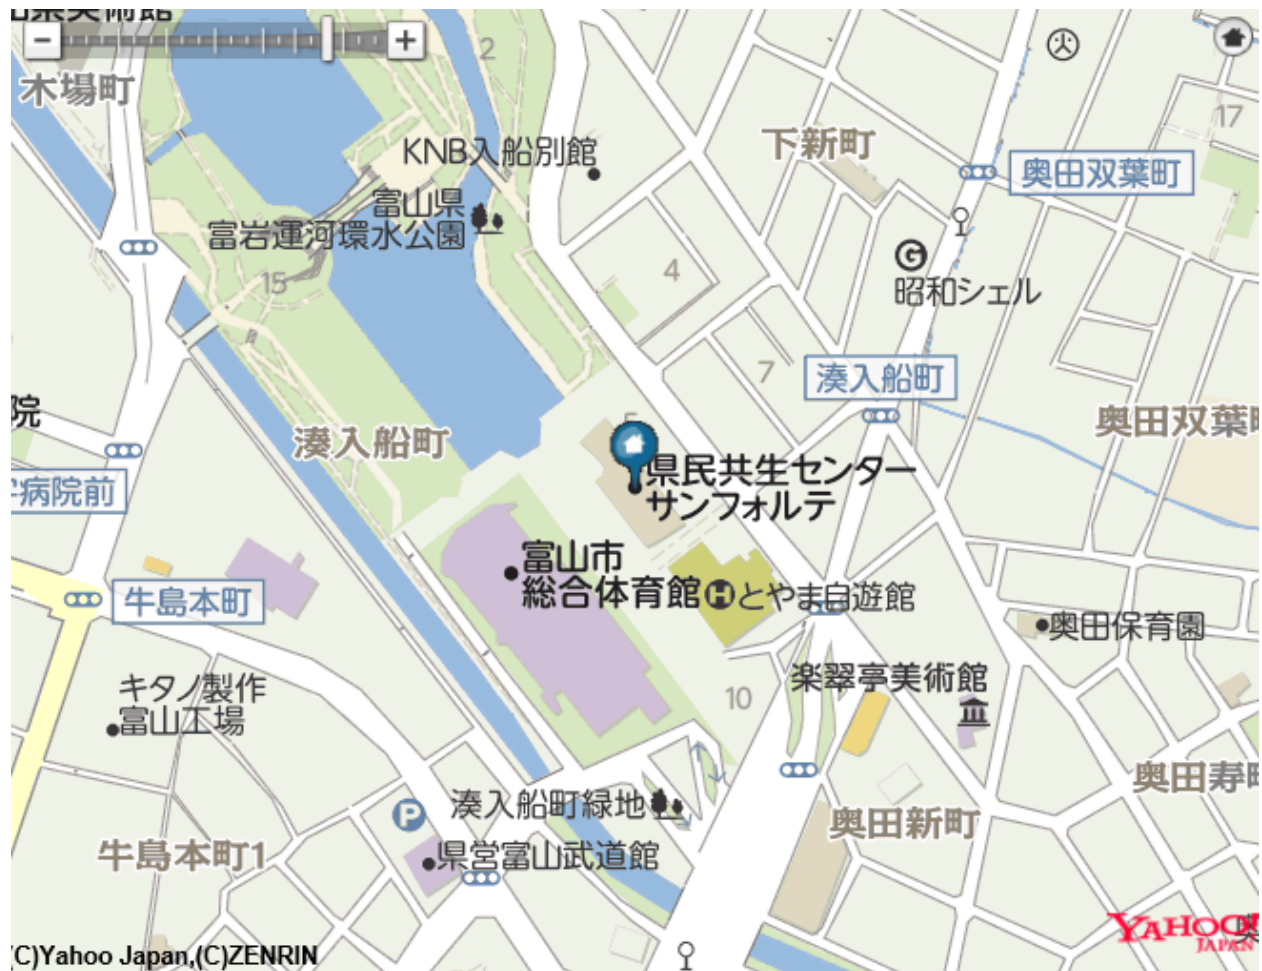 県美術館
木場町
2
17
下新町
KNB入船別館
奥田双葉町
富山県
富岩運河環水公園
15
4
G
昭和シェル
7
湊入船町
院
湊入船町
5
奥田双葉町
県民共生センター
サンフォルテ
病院前
富山市
総合体育館
H とやま自遊館
牛島本町
奥田保育園
キタノ製作
富山工場
楽翠亭美術館
10
奥田寿町
湊入船町緑地
P
奥田新町
牛島本町1
県営富山武道館
YAHOO!
JAPAN
(C)Yahoo Japan,(C)ZENRIN